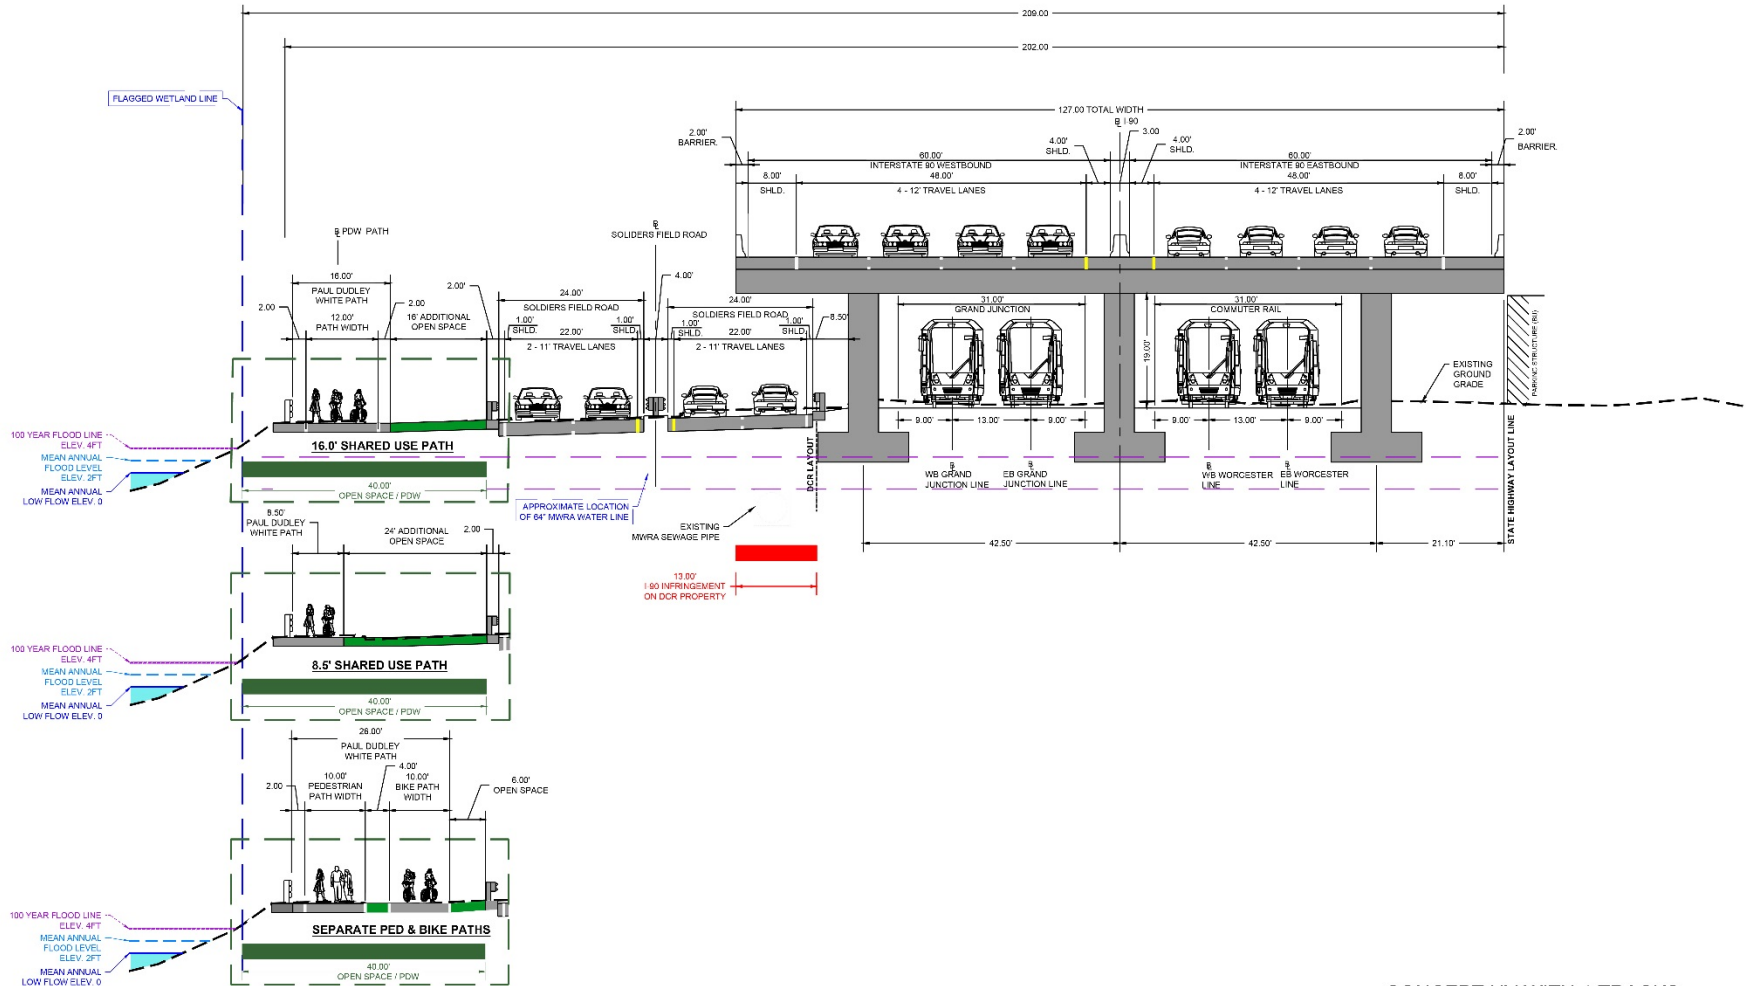 209.00
202.00
FLAGGED WETLAND LINE
127.00 TOTAL WIDTH
I-90
2.00'
BARRIER.
4.00'
SHLD.
3.00
4.00'
SHLD.
2.00'
BARRIER.
60.00'
INTERSTATE 90 WESTBOUND
60.00'
INTERSTATE 90 EASTBOUND
8.00'
SHLD.
48.00'
4 - 12' TRAVEL LANES
48.00'
4 - 12' TRAVEL LANES
8.00'
SHLD.
PDW PATH
SOLIDERS FIELD ROAD
16.00'
PAUL DUDLEY
WHITE PATH
2.00
12.00'
PATH WIDTH
2.00
16' ADDITIONAL
OPEN SPACE
2.00'
24.00'
SOLDIERS FIELD ROAD
1.00'
SHLD.
1.00'
SHLD.
22.00'
2 - 11' TRAVEL LANES
4.00'
24.00'
SOLDIERS FIELD ROAD
1.00'
SHLD.
1.00'
SHLD.
22.00'
2 - 11' TRAVEL LANES
8.50'
31.00'
GRAND JUNCTION
31.00'
COMMUTER RAIL
19.00'
PARKING STRUCTURE (BU)
EXISTING
GROUND
GRADE
9.00'
13.00'
9.00'
9.00'
13.00'
9.00'
100 YEAR FLOOD LINE
ELEV. 4FT
MEAN ANNUAL
FLOOD LEVEL
ELEV. 2FT
MEAN ANNUAL
LOW FLOW ELEV. 0
16.0' SHARED USE PATH
40.00'
OPEN SPACE / PDW
APPROXIMATE LOCATION
OF 64" MWRA WATER LINE
DCR LAYOUT
WB GRAND
JUNCTION LINE
EB GRAND
JUNCTION LINE
WB WORCESTER
LINE
EB WORCESTER
LINE
STATE HIGHWAY LAYOUT LINE
EXISTING
MWRA SEWAGE PIPE
42.50'
42.50'
21.10'
13.00'
I-90 INFRINGEMENT
ON DCR PROPERTY
8.50'
PAUL DUDLEY
WHITE PATH
24' ADDITIONAL
OPEN SPACE
2.00
100 YEAR FLOOD LINE
ELEV. 4FT
MEAN ANNUAL
FLOOD LEVEL
ELEV. 2FT
MEAN ANNUAL
LOW FLOW ELEV. 0
8.5' SHARED USE PATH
40.00'
OPEN SPACE / PDW
26.00'
PAUL DUDLEY
WHITE PATH
2.00
10.00'
PEDESTRIAN
PATH WIDTH
4.00'
10.00'
BIKE PATH
WIDTH
6.00'
OPEN SPACE
100 YEAR FLOOD LINE
ELEV. 4FT
MEAN ANNUAL
FLOOD LEVEL
ELEV. 2FT
MEAN ANNUAL
LOW FLOW ELEV. 0
SEPARATE PED & BIKE PATHS
40.00'
OPEN SPACE / PDW